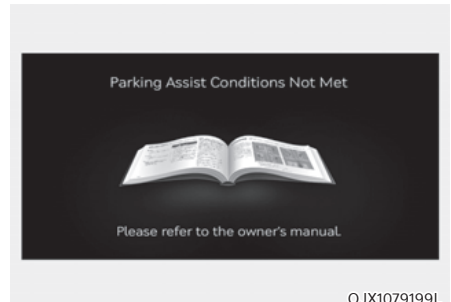 Parking Assist Conditions Not Met
Please refer to the owner's manual.
OJX1079199L